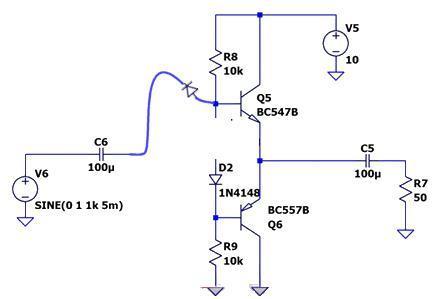 V5
10
R8
10k
Q5
BC547B
C6
100µ
V6
SINE(0 1 1k 5m)
D2
1N4148
C5
100µ
R7
50
BC557B
Q6
R9
10k